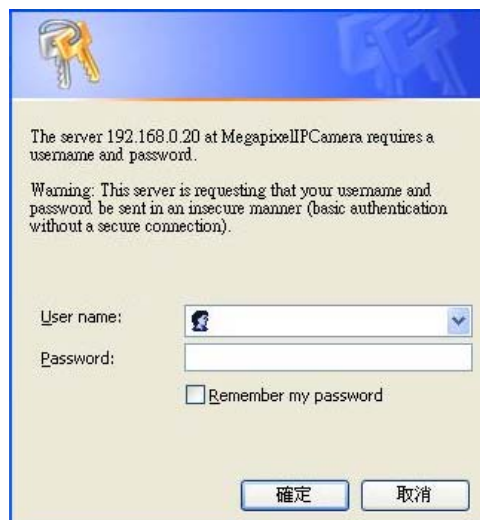 The server 192.168.0.20 at MegapixelIPCamera requires a
username and password.
Warning: This server is requesting that your username and
password be sent in an insecure manner (basic authentication
without a secure connection).
User name:
Password:
Remember my password
確定
取消